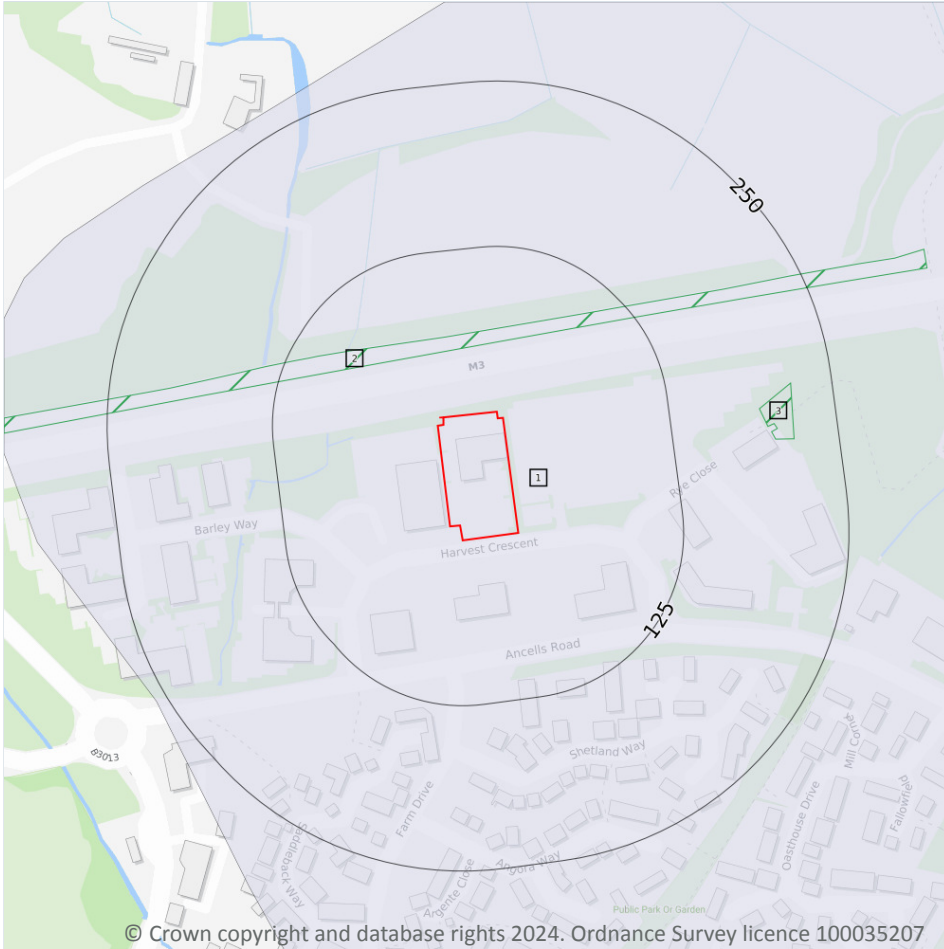 250
2
M3
3
1
Rye Close
Barley Way
Harvest Crescent
125
Ancells Road
B3013
Shetland Way
Mill Corner
Farm Drive
Oasthouse Drive
Fallowfield
Saddleback Way
Angora Way
Argente Close
Public Park Or Garden
© Crown copyright and database rights 2024. Ordnance Survey licence 100035207